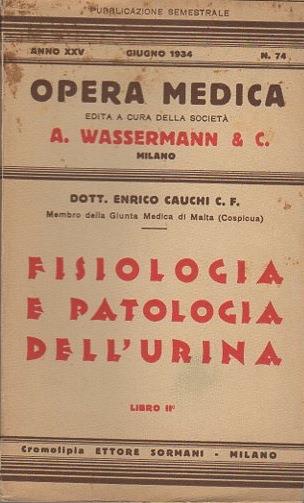 PUBBLICAZIONE SEMESTRALE
ANNO XXV GIUGNO 1934 N. 74
OPERA MEDICA
EDITA A CURA DELLA SOCIETÀ
A. WASSERMANN & C.
MILANO
DOTT. ENRICO CAUCHI C. F.
Membro della Giunta Medica di Malta (Cospicua)
FISIOLOGIA
E PATOLOGIA
DELL'URINA
LIBRO IIº
Cromotipia ETTORE SORMANI - MILANO